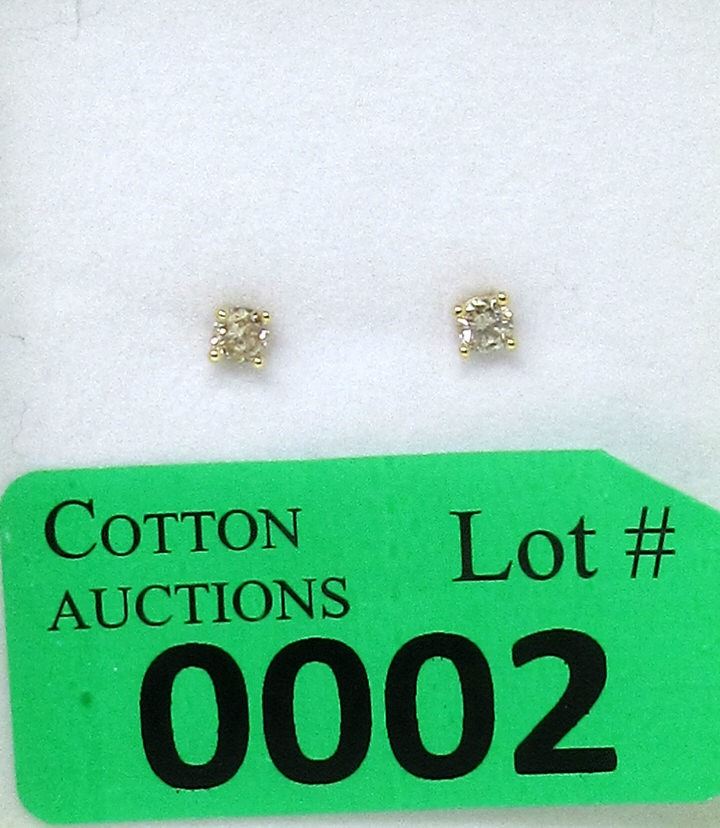 COTTON
AUCTIONS
Lot #
0002